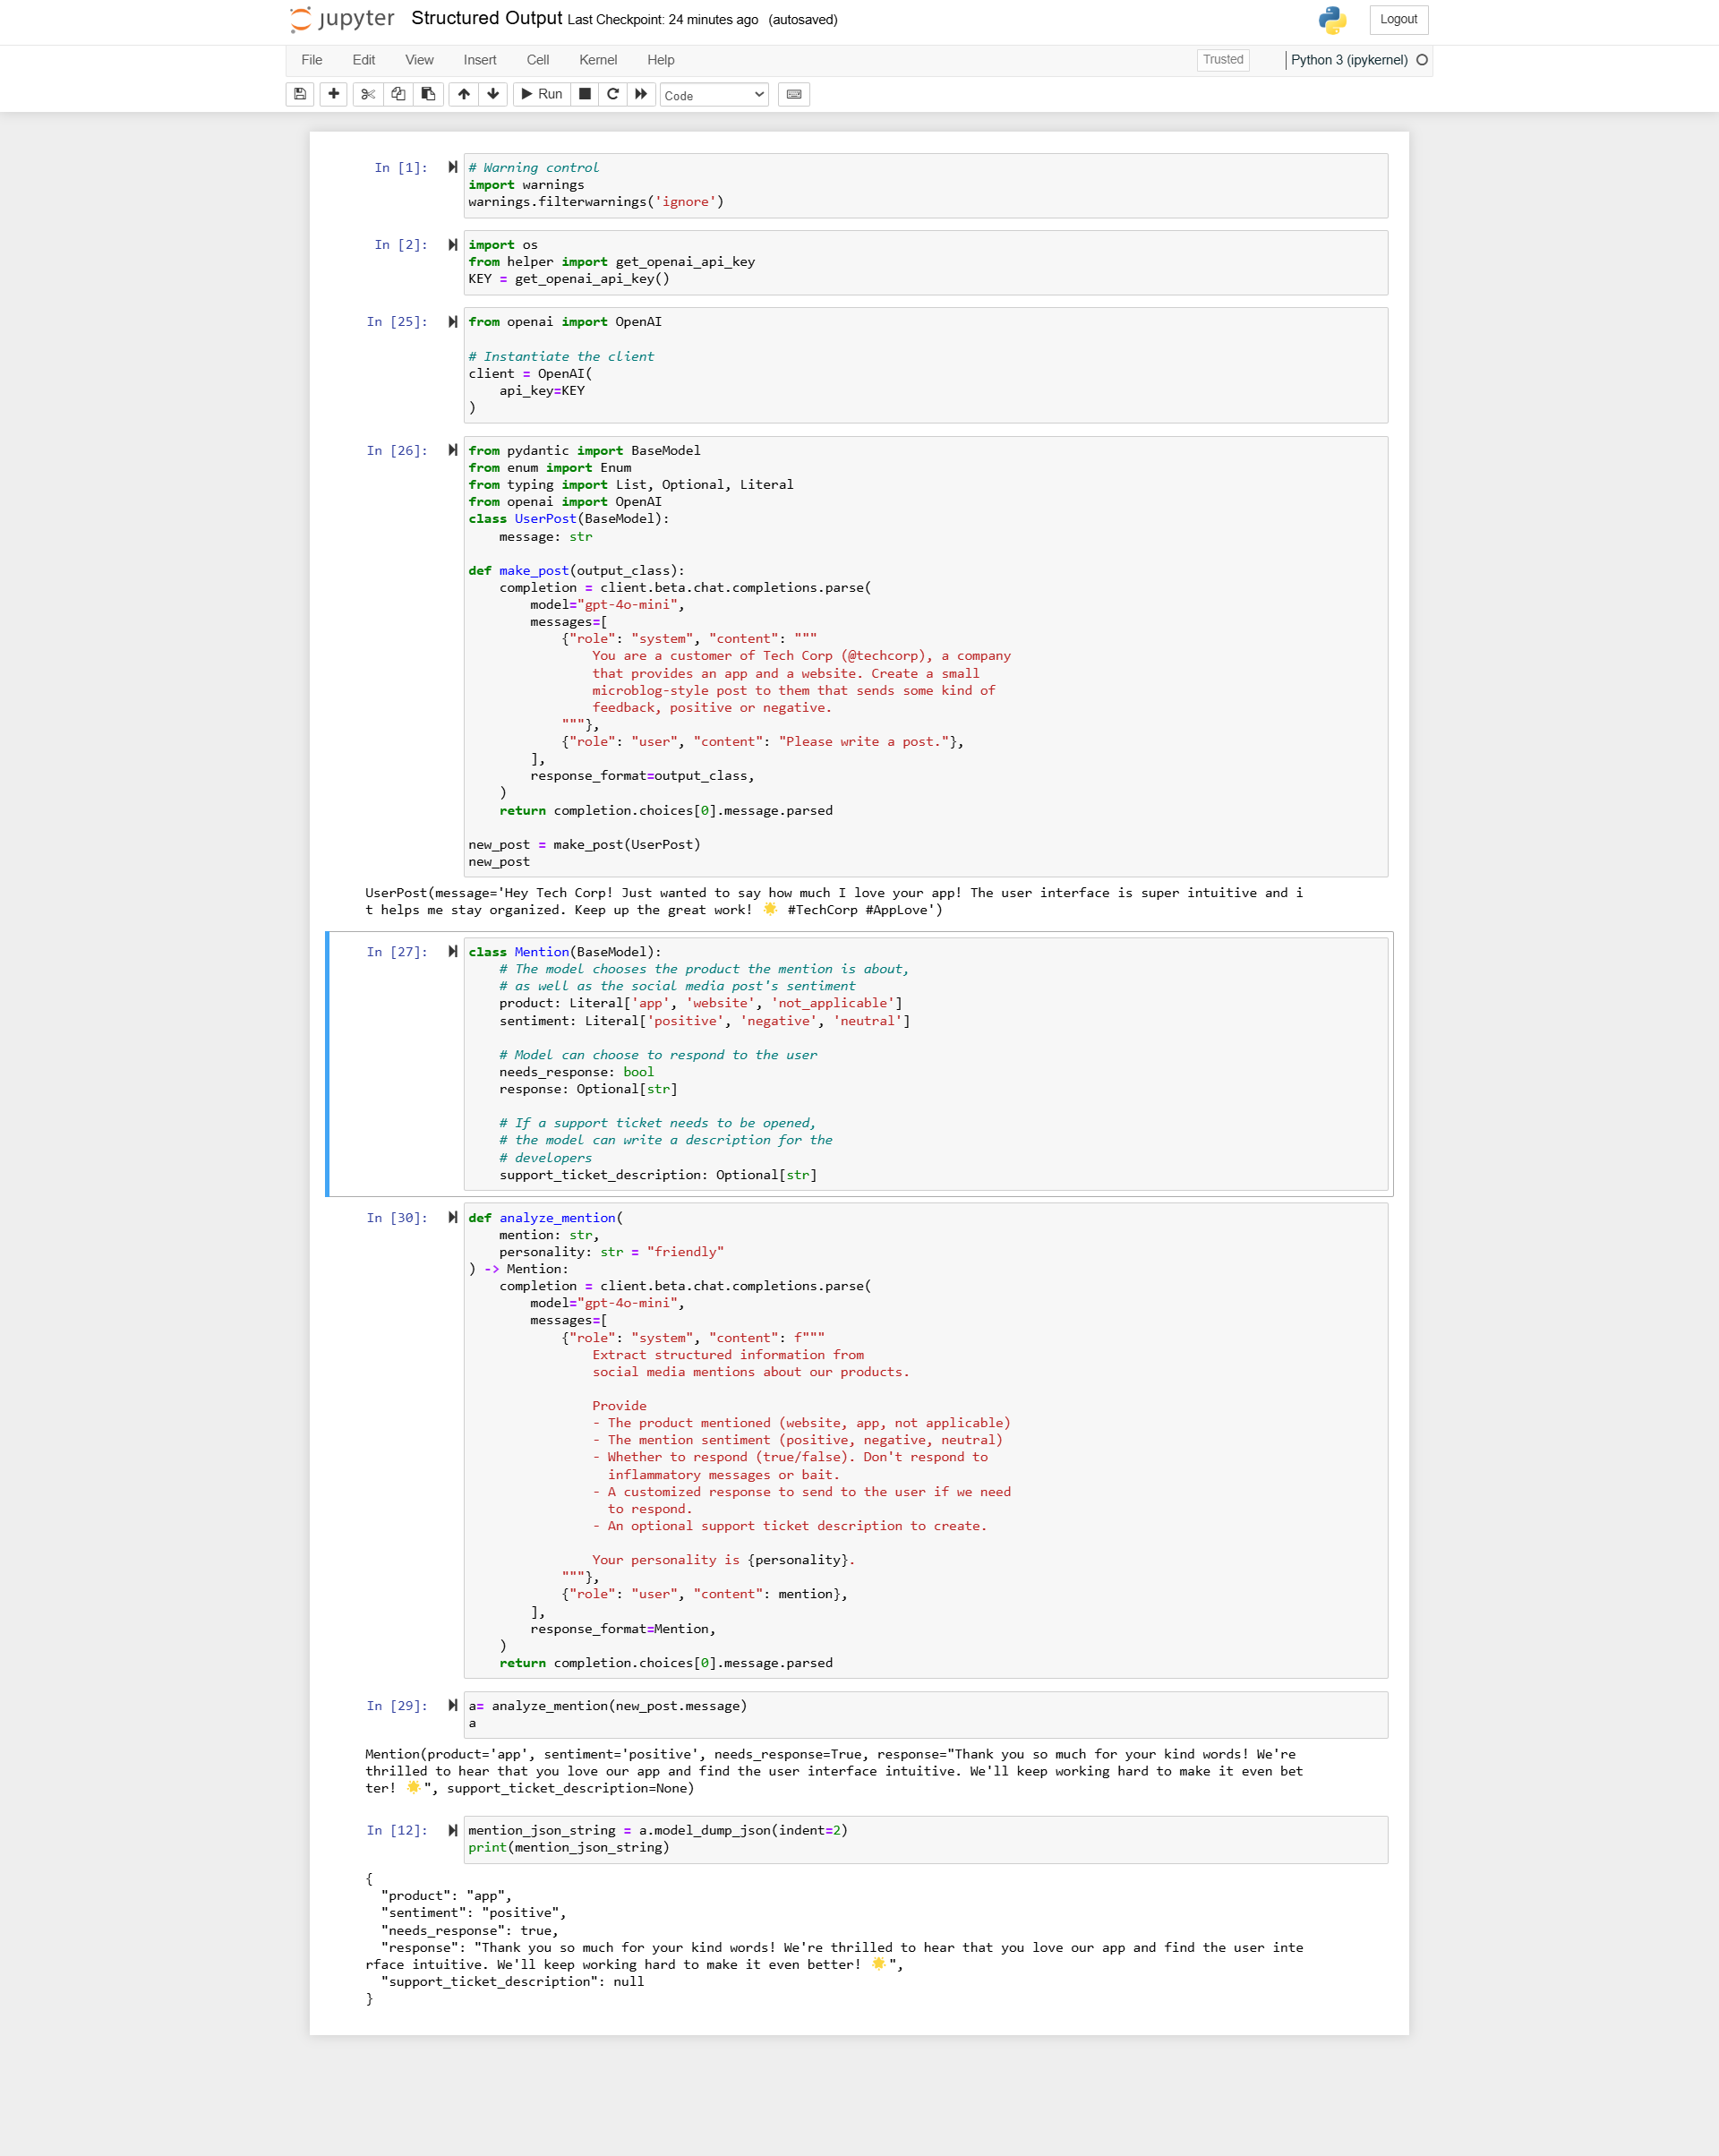 jupyter Structured Output Last Checkpoint: 24 minutes ago (autosaved)
Logout
File Edit View Insert Cell Kernel Help
Trusted
Python 3 (ipykernel)
Run
Code
In [1]:
# Warning control
import warnings
warnings.filterwarnings('ignore')
In [2]:
import os
from helper import get_openai_api_key
KEY = get_openai_api_key()
In [25]:
from openai import OpenAI

# Instantiate the client
client = OpenAI(
    api_key=KEY
)
In [26]:
from pydantic import BaseModel
from enum import Enum
from typing import List, Optional, Literal
from openai import OpenAI
class UserPost(BaseModel):
    message: str

def make_post(output_class):
    completion = client.beta.chat.completions.parse(
        model="gpt-4o-mini",
        messages=[
            {"role": "system", "content": """
                You are a customer of Tech Corp (@techcorp), a company
                that provides an app and a website. Create a small
                microblog-style post to them that sends some kind of
                feedback, positive or negative.
            """},
            {"role": "user", "content": "Please write a post."},
        ],
        response_format=output_class,
    )
    return completion.choices[0].message.parsed

new_post = make_post(UserPost)
new_post
UserPost(message='Hey Tech Corp! Just wanted to say how much I love your app! The user interface is super intuitive and i
t helps me stay organized. Keep up the great work! 🌟 #TechCorp #AppLove')
In [27]:
class Mention(BaseModel):
    # The model chooses the product the mention is about,
    # as well as the social media post's sentiment
    product: Literal['app', 'website', 'not_applicable']
    sentiment: Literal['positive', 'negative', 'neutral']

    # Model can choose to respond to the user
    needs_response: bool
    response: Optional[str]

    # If a support ticket needs to be opened,
    # the model can write a description for the
    # developers
    support_ticket_description: Optional[str]
In [30]:
def analyze_mention(
    mention: str,
    personality: str = "friendly"
) -> Mention:
    completion = client.beta.chat.completions.parse(
        model="gpt-4o-mini",
        messages=[
            {"role": "system", "content": f"""
                Extract structured information from
                social media mentions about our products.

                Provide
                - The product mentioned (website, app, not applicable)
                - The mention sentiment (positive, negative, neutral)
                - Whether to respond (true/false). Don't respond to
                  inflammatory messages or bait.
                - A customized response to send to the user if we need
                  to respond.
                - An optional support ticket description to create.

                Your personality is {personality}.
            """},
            {"role": "user", "content": mention},
        ],
        response_format=Mention,
    )
    return completion.choices[0].message.parsed
In [29]:
a= analyze_mention(new_post.message)
a
Mention(product='app', sentiment='positive', needs_response=True, response="Thank you so much for your kind words! We're
thrilled to hear that you love our app and find the user interface intuitive. We'll keep working hard to make it even bet
ter! 🌟", support_ticket_description=None)
In [12]:
mention_json_string = a.model_dump_json(indent=2)
print(mention_json_string)
{
  "product": "app",
  "sentiment": "positive",
  "needs_response": true,
  "response": "Thank you so much for your kind words! We're thrilled to hear that you love our app and find the user inte
rface intuitive. We'll keep working hard to make it even better! 🌟",
  "support_ticket_description": null
}